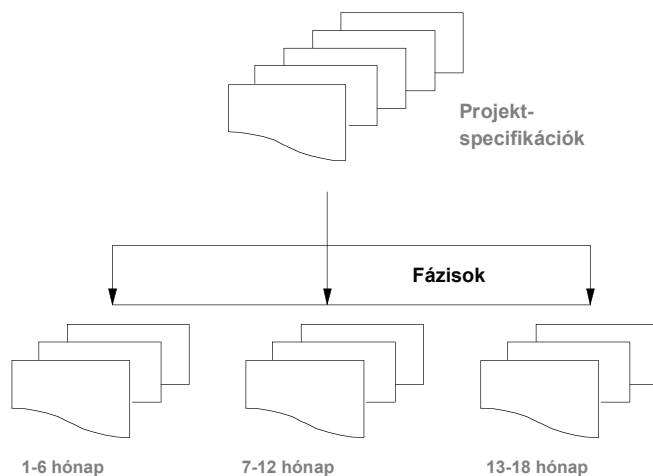 Projekt-
specifikációk
Fázisok
1-6 hónap
7-12 hónap
13-18 hónap